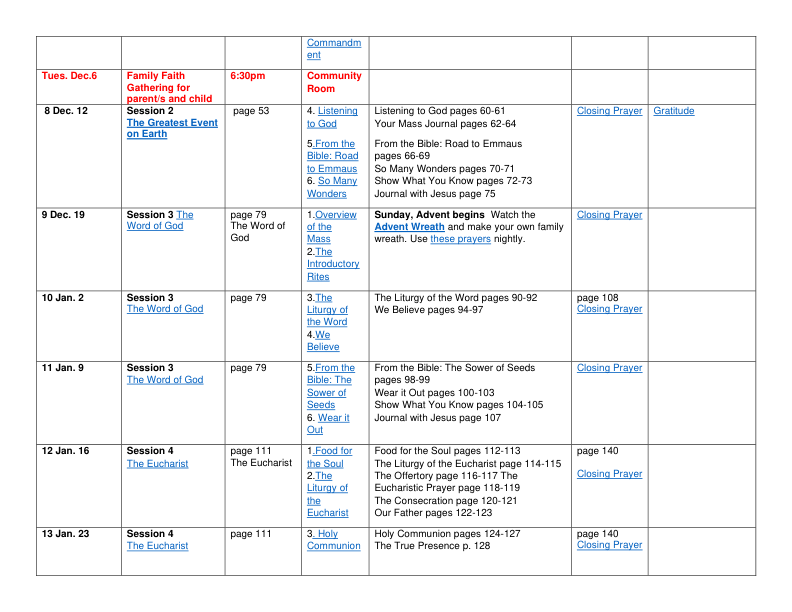 Commandm
ent
Tues. Dec.6
Family Faith
Gathering for
parent/s and child
6:30pm
Community
Room
8 Dec. 12
Session 2
The Greatest Event
on Earth
page 53
4. Listening
to God
5.From the
Bible: Road
to Emmaus
6. So Many
Wonders
Listening to God pages 60-61
Your Mass Journal pages 62-64
From the Bible: Road to Emmaus
pages 66-69
So Many Wonders pages 70-71
Show What You Know pages 72-73
Journal with Jesus page 75
Closing Prayer
Gratitude
9 Dec. 19
Session 3 The
Word of God
page 79
The Word of
God
1.Overview
of the
Mass
2.The
Introductory
Rites
Sunday, Advent begins  Watch the
Advent Wreath and make your own family
wreath. Use these prayers nightly.
Closing Prayer
10 Jan. 2
Session 3
The Word of God
page 79
3.The
Liturgy of
the Word
4.We
Believe
The Liturgy of the Word pages 90-92
We Believe pages 94-97
page 108
Closing Prayer
11 Jan. 9
Session 3
The Word of God
page 79
5.From the
Bible: The
Sower of
Seeds
6. Wear it
Out
From the Bible: The Sower of Seeds
pages 98-99
Wear it Out pages 100-103
Show What You Know pages 104-105
Journal with Jesus page 107
Closing Prayer
12 Jan. 16
Session 4
The Eucharist
page 111
The Eucharist
1.Food for
the Soul
2.The
Liturgy of
the
Eucharist
Food for the Soul pages 112-113
The Liturgy of the Eucharist page 114-115
The Offertory page 116-117 The
Eucharistic Prayer page 118-119
The Consecration page 120-121
Our Father pages 122-123
page 140
Closing Prayer
13 Jan. 23
Session 4
The Eucharist
page 111
3. Holy
Communion
Holy Communion pages 124-127
The True Presence p. 128
page 140
Closing Prayer